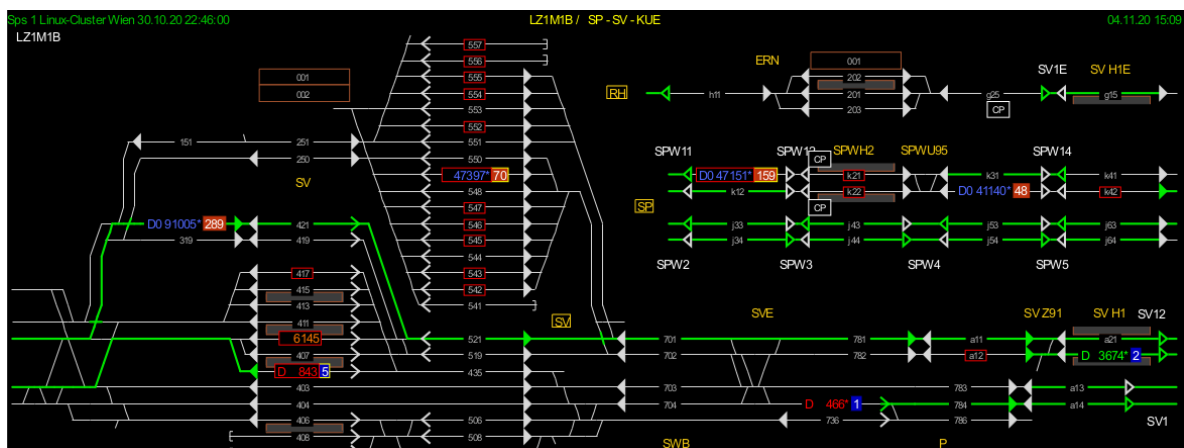 Sps 1 Linux-Cluster Wien 30.10.20 22:46:00 LZ1M1B / SP - SV - KUE 04.11.20 15:09
LZ1M1B
557
556
ERN 001
001 555 202 SV1E SV H1E
002 554 RH h11 201 g25 g15
553 203 CP
552
151 251 551
250 550 SPW11 SPW12 CP SPWH2 SPWU95 SPW14
SV 47397* 70 D0 47151* 159 k21 k31 k41
548 k12 k22 D0 41140* 48 k42
547 SP CP
D0 91005* 289 421 546 j33 j43 j53 j63
319 419 545 j34 j44 j54 j64
544 SPW2 SPW3 SPW4 SPW5
417 543
415 542
413 541
411 SV SVE SV Z91 SV H1 SV12
6145 521 701 781 a11 a21
407 519 702 782 a12 D 3674* 2
D 843 5 435
403 703 783 a13
404 704 D 466* 1 784 a14
406 506 736 786 SV1
408 508 SWB P